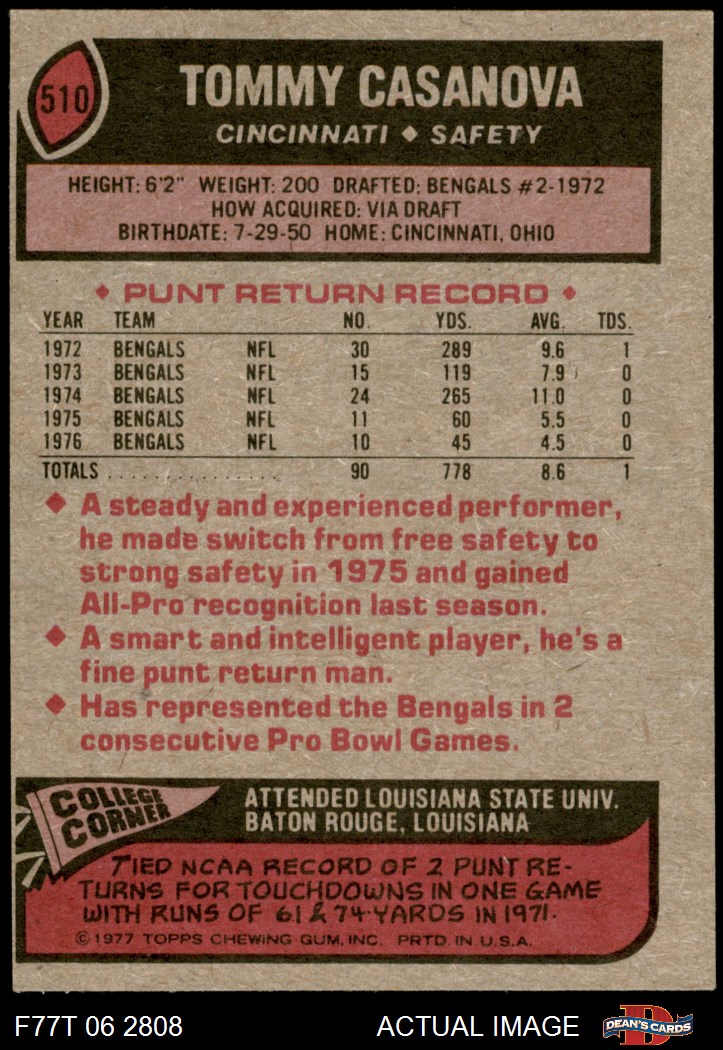 510
TOMMY CASANOVA
CINCINNATI ◆ SAFETY
HEIGHT: 6'2" WEIGHT: 200 DRAFTED: BENGALS #2-1972
HOW ACQUIRED: VIA DRAFT
BIRTHDATE: 7-29-50 HOME: CINCINNATI, OHIO
◆ PUNT RETURN RECORD ◆
YEAR TEAM NO. YDS. AVG. TDS.
1972 BENGALS NFL 30 289 9.6 1
1973 BENGALS NFL 15 119 7.9 0
1974 BENGALS NFL 24 265 11.0 0
1975 BENGALS NFL 11 60 5.5 0
1976 BENGALS NFL 10 45 4.5 0
TOTALS . . . . . . . . . . . . . . . . 90 778 8.6 1
◆ A steady and experienced performer,
he made switch from free safety to
strong safety in 1975 and gained
All-Pro recognition last season.
◆ A smart and intelligent player, he's a
fine punt return man.
◆ Has represented the Bengals in 2
consecutive Pro Bowl Games.
COLLEGE
CORNER
ATTENDED LOUISIANA STATE UNIV.
BATON ROUGE, LOUISIANA
TIED NCAA RECORD OF 2 PUNT RE-
TURNS FOR TOUCHDOWNS IN ONE GAME
WITH RUNS OF 61 & 74-YARDS IN 1971.
© 1977 TOPPS CHEWING GUM, INC. PRTD. IN U.S.A.
F77T 06 2808 ACTUAL IMAGE
D
DEAN'S CARDS